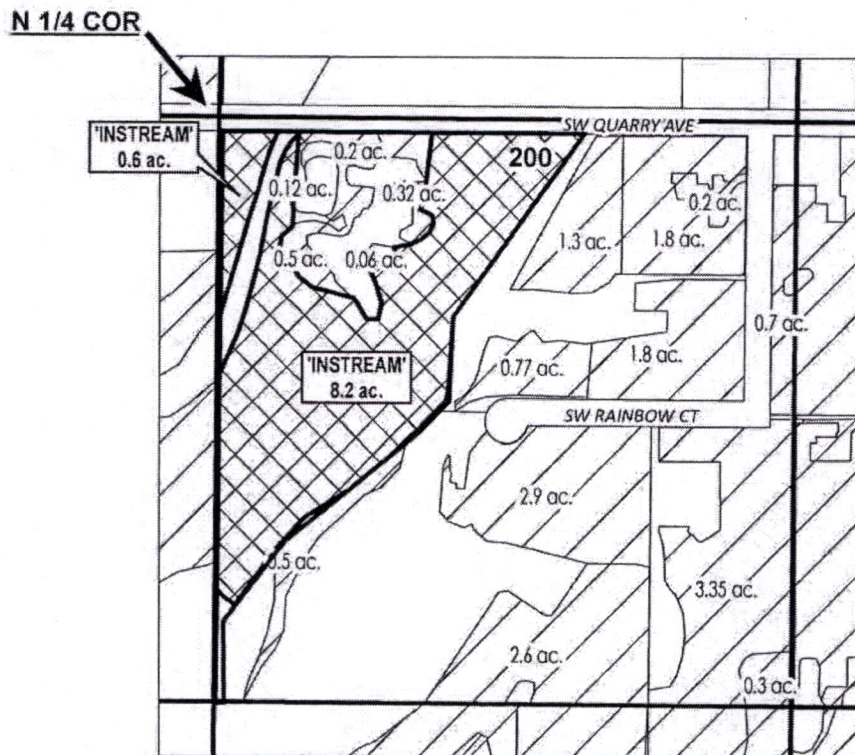 N 1/4 COR
SW QUARRY AVE
'INSTREAM'
0.6 ac.
0.2 ac.
200
0.12 ac.
0.32 ac.
0.2 ac.
1.3 ac.
1.8 ac.
0.5 ac.
0.06 ac.
0.7 ac.
'INSTREAM'
8.2 ac.
0.77 ac.
1.8 ac.
SW RAINBOW CT
2.9 ac.
0.5 ac.
3.35 ac.
2.6 ac.
0.3 ac.